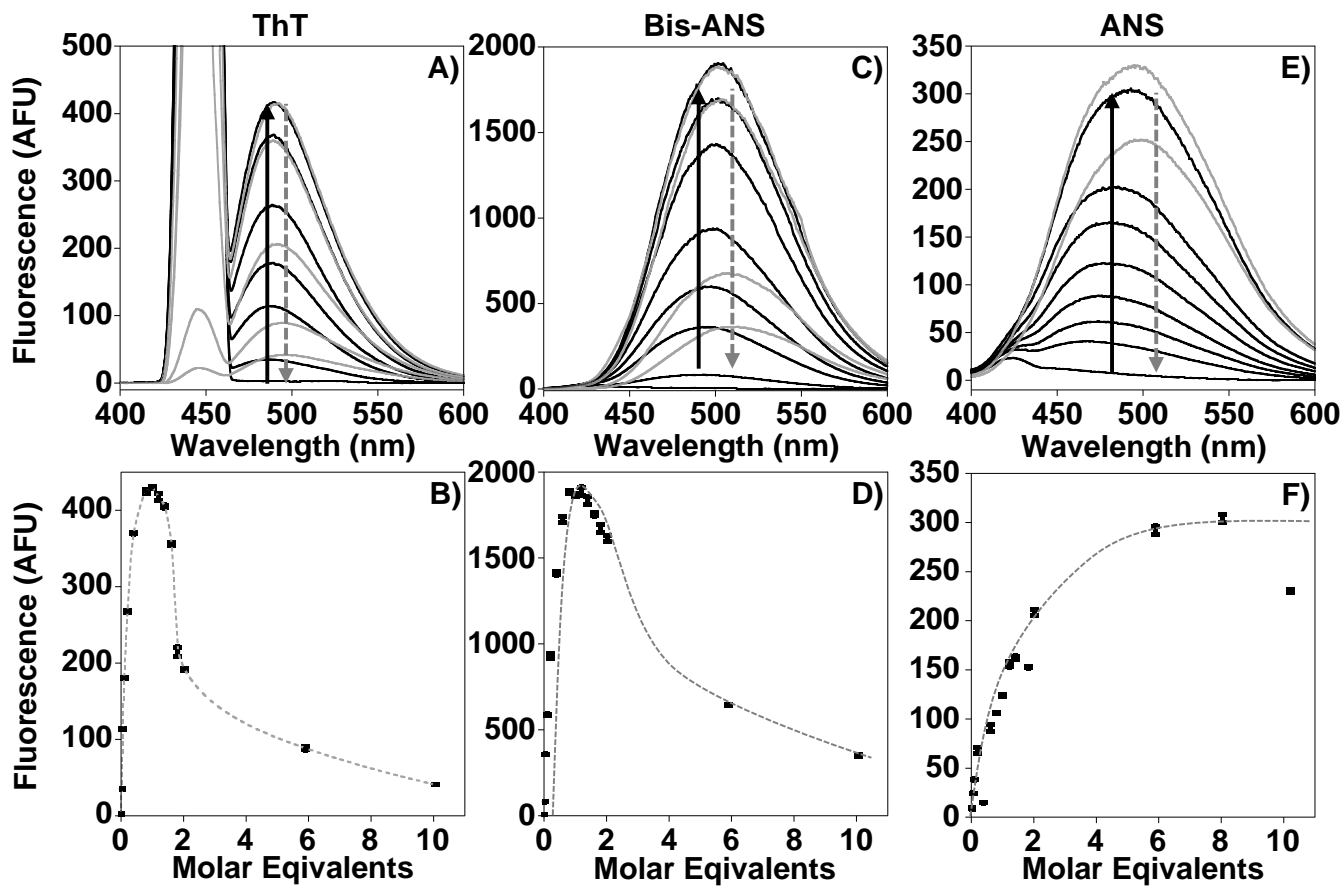 ThT
Bis-ANS
ANS
Fluorescence (AFU)
500
400
300
200
100
0
A)
400 450 500 550 600
Wavelength (nm)
2000
1500
1000
500
0
C)
400 450 500 550 600
Wavelength (nm)
350
300
250
200
150
100
50
0
E)
400 450 500 550 600
Wavelength (nm)
Fluorescence (AFU)
400
300
200
100
0
B)
0 2 4 6 8 10
Molar Eqivalents
2000
1500
1000
500
0
D)
0 2 4 6 8 10
Molar Eqivalents
350
300
250
200
150
100
50
0
F)
0 2 4 6 8 10
Molar Eqivalents